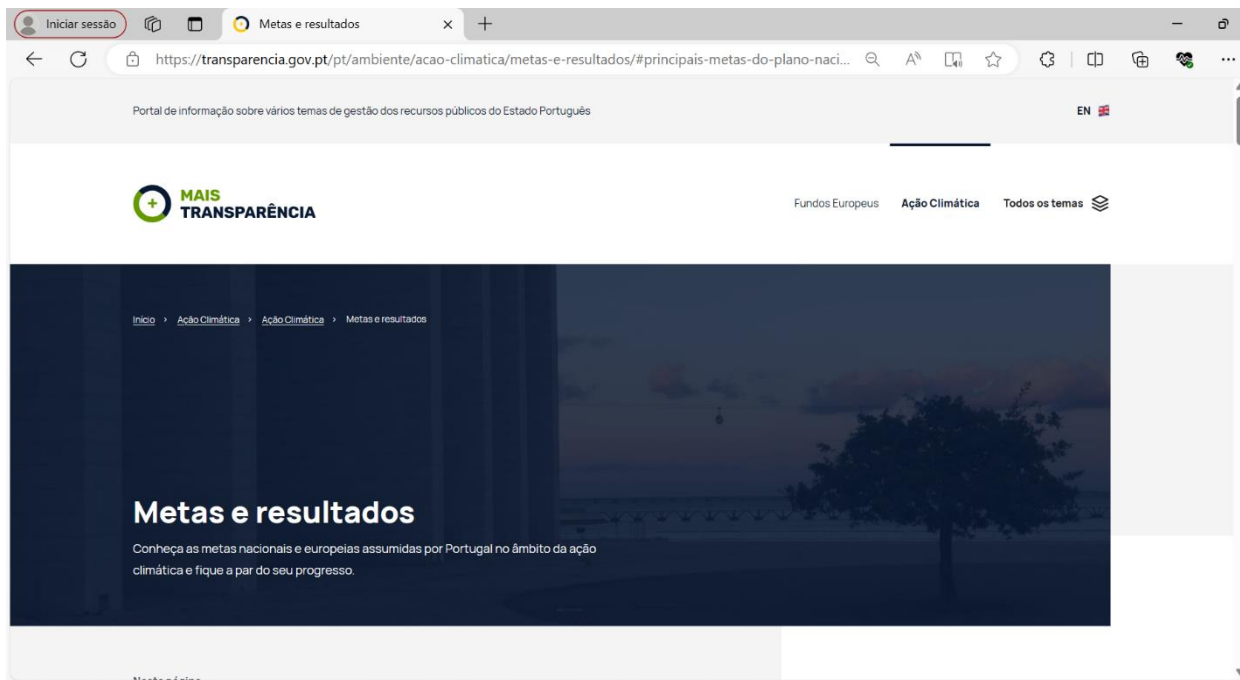 Iniciar sessão
Metas e resultados
https://transparencia.gov.pt/pt/ambiente/acao-climatica/metas-e-resultados/#principais-metas-do-plano-naci...
Portal de informação sobre vários temas de gestão dos recursos públicos do Estado Português
EN
MAIS
TRANSPARÊNCIA
Fundos Europeus
Ação Climática
Todos os temas
Início › Ação Climática › Ação Climática › Metas e resultados
Metas e resultados
Conheça as metas nacionais e europeias assumidas por Portugal no âmbito da ação
climática e fique a par do seu progresso.